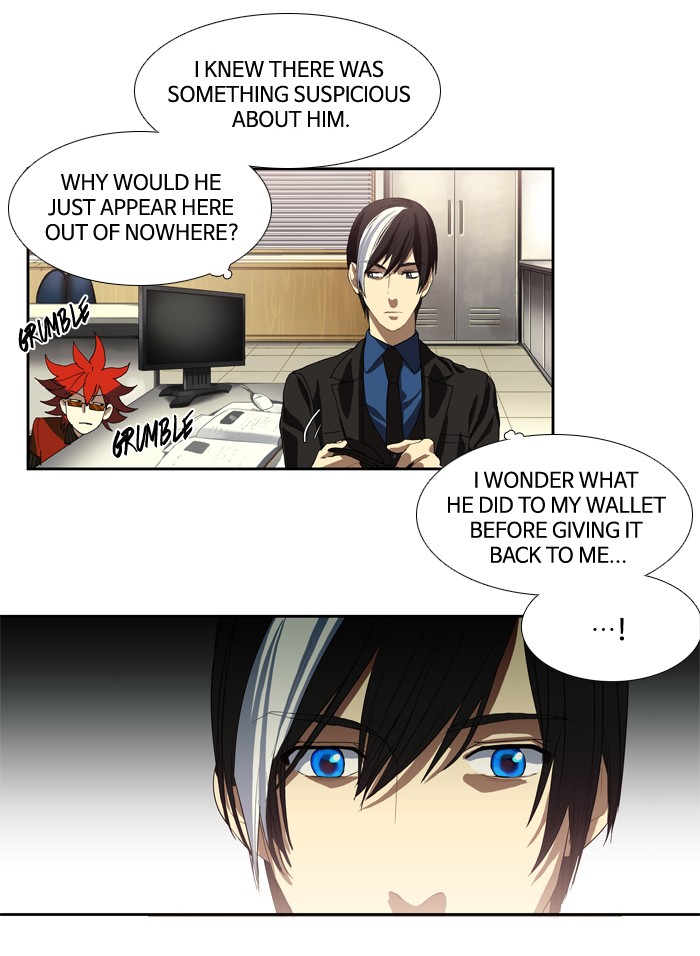 I KNEW THERE WAS
SOMETHING SUSPICIOUS
ABOUT HIM.
WHY WOULD HE
JUST APPEAR HERE
OUT OF NOWHERE?
GRUMBLE
GRUMBLE
I WONDER WHAT
HE DID TO MY WALLET
BEFORE GIVING IT
BACK TO ME...
...!